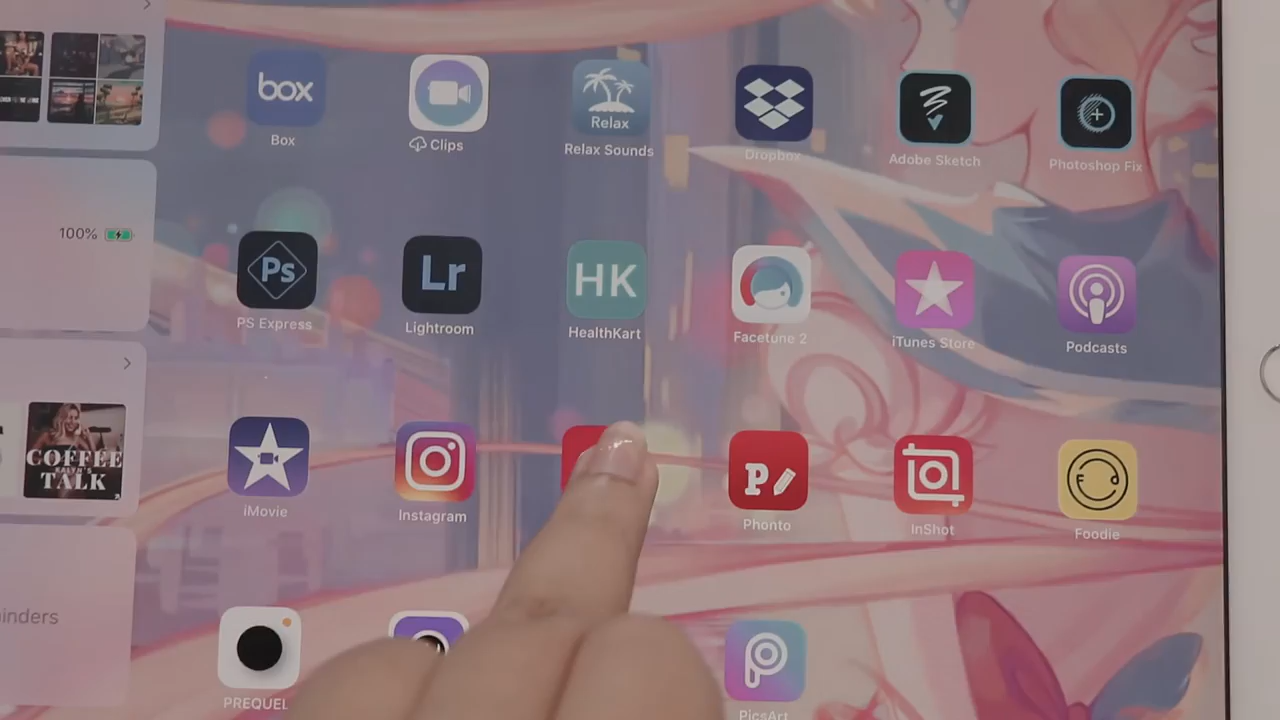 box
Relax
Box
Clips
Relax Sounds
Dropbox
Adobe Sketch
Photoshop Fix
100%
Ps
Lr
HK
PS Express
Lightroom
HealthKart
Facetune 2
iTunes Store
Podcasts
COFFEE
TALK
P
iMovie
Instagram
Phonto
InShot
Foodie
inders
PREQUEL
PicsArt